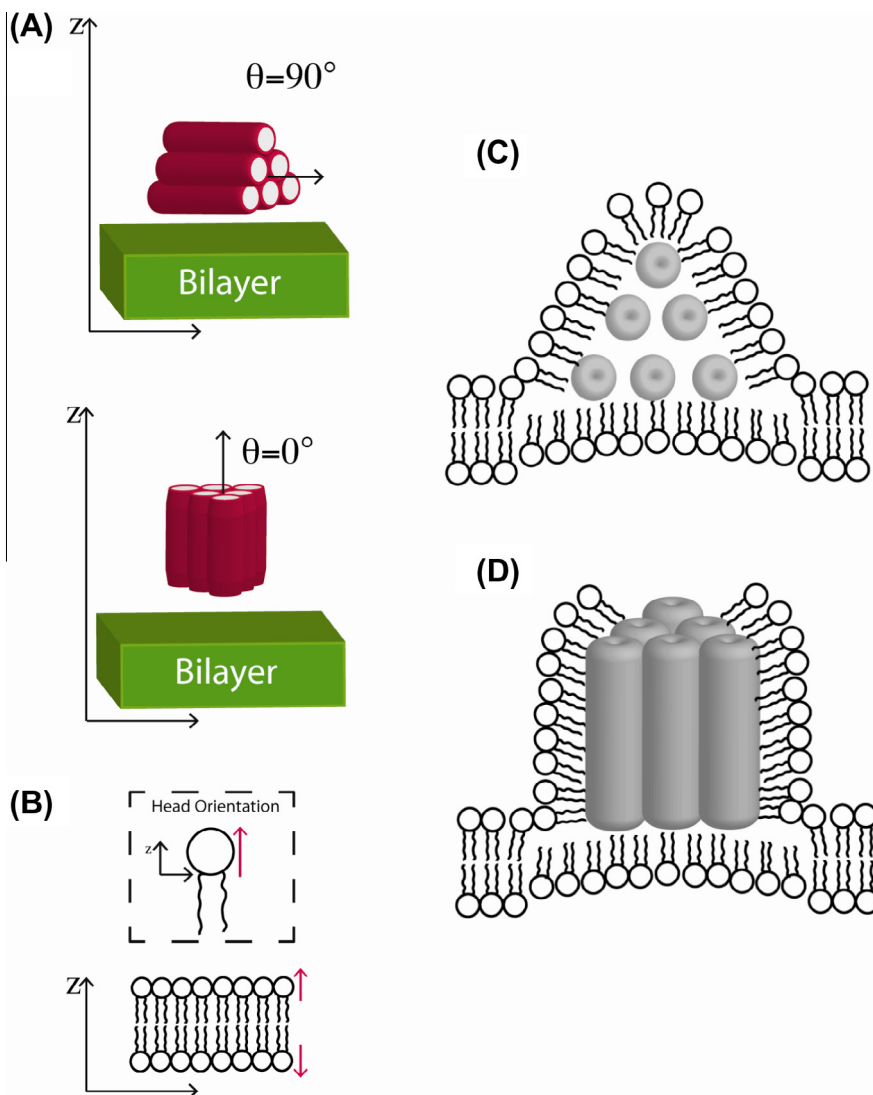 (A)
Z
θ=90°
Bilayer
Z
θ=0°
Bilayer
(B)
Head Orientation
z
Z
(C)
(D)